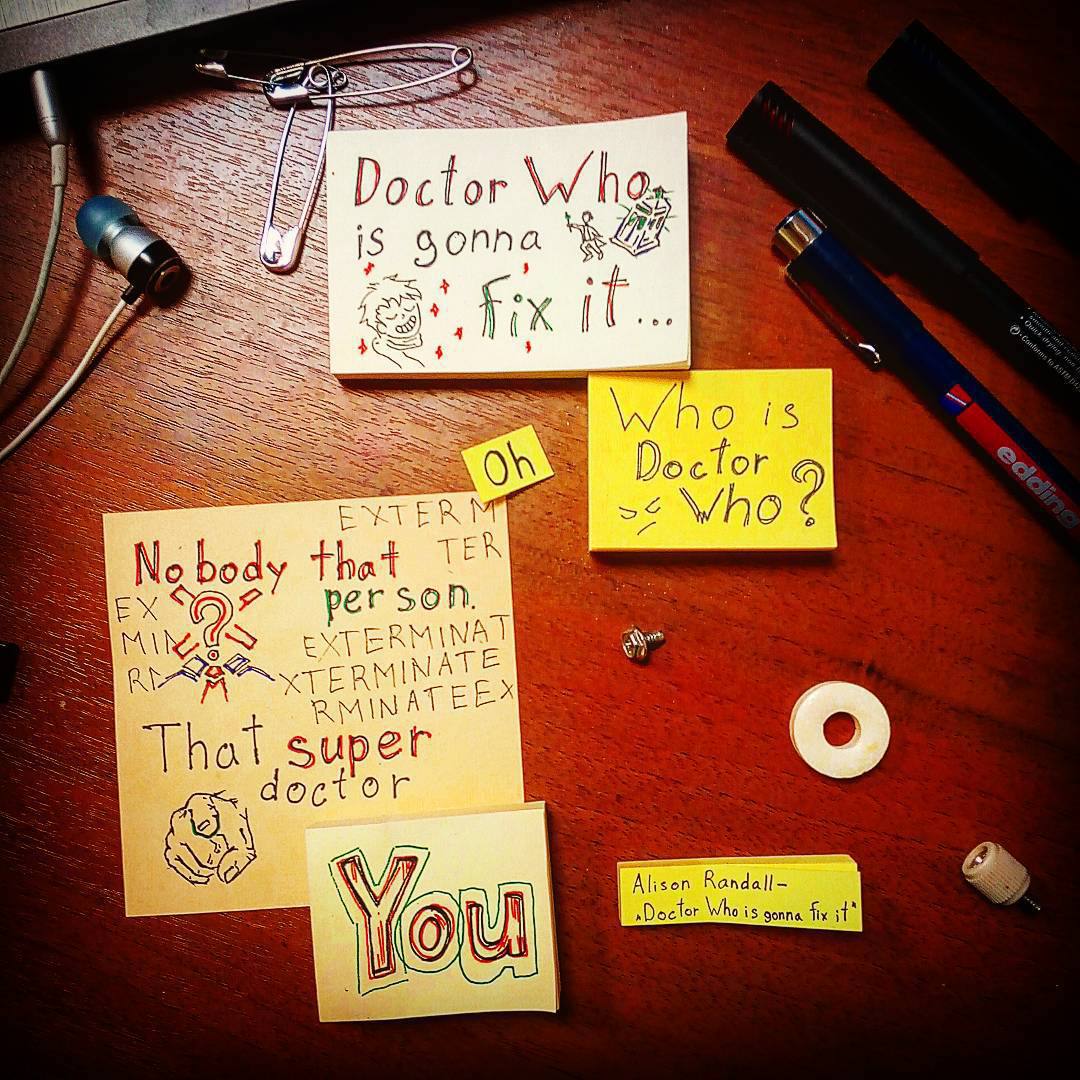 Doctor Who
is gonna
fix it...
Who is
Doctor
Who?
Oh
EXTERM
TER
Nobody that
person.
EX
MIN
RM
?
EXTERMINAT
XTERMINATE
RMINATEEX
That super
doctor
You
Alison Randall-
„Doctor Who is gonna fix it"
edding